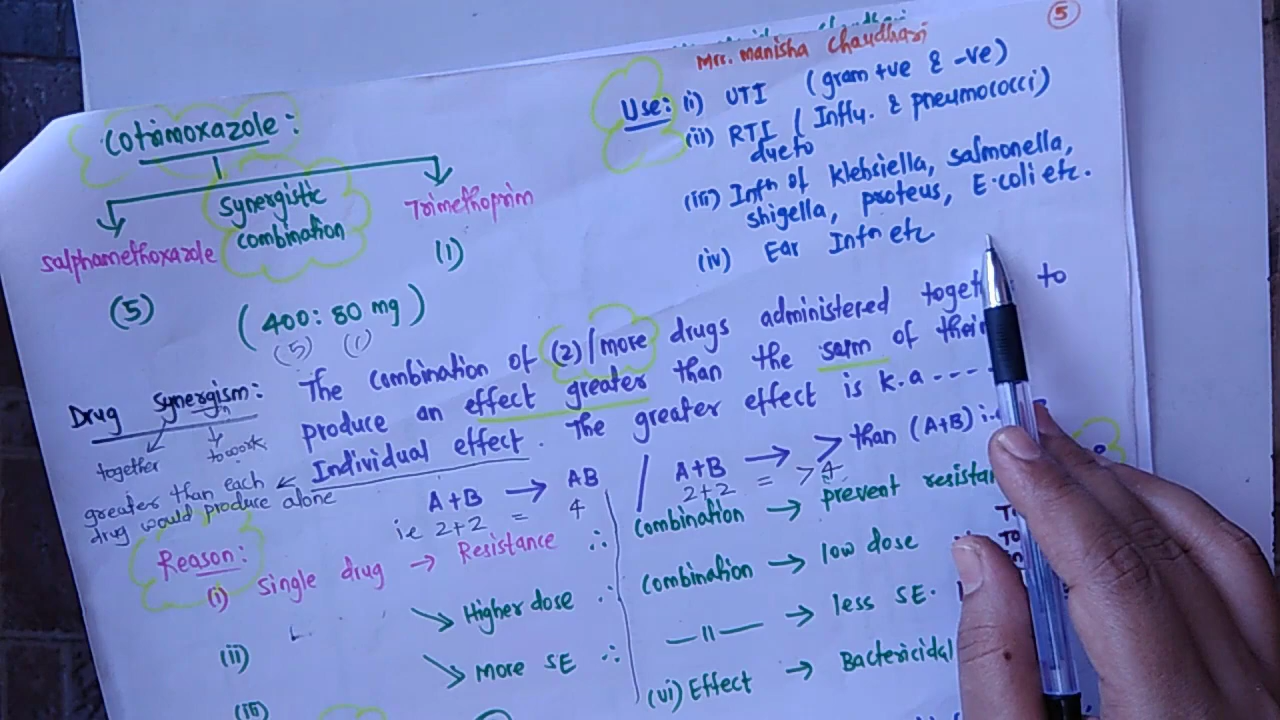 5
Mrs. Manisha Chaudhari
Cotrimoxazole:
Synergistic
combination
Salphamethoxazole
Trimethoprim
(5)
(1)
(400: 80 mg)
(5) (1)
Use: (i) UTI (gram +ve & -ve)
(ii) RTI ( Influ. & pneumococci)
due to
(iii) Infn of Klebsiella, salmonella,
shigella, proteus, E.coli etc.
(iv) Ear Infn etc
Drug Synergism: The combination of (2)/more drugs administered toget to
produce an effect greater than the sum of their
Individual effect. The greater effect is k.a----
together
to work
greater than each
drug would produce alone
A+B → AB
ie 2+2 = 4
A+B → > than (A+B) i.
2+2 = >4
Reason:
(i) Single drug → Resistance ∴ combination → prevent resistan
(ii) ↘ Higher dose ∴ combination → low dose
(iii) ↘ More SE ∴ —11— → less SE.
(vi) Effect → Bactericidal